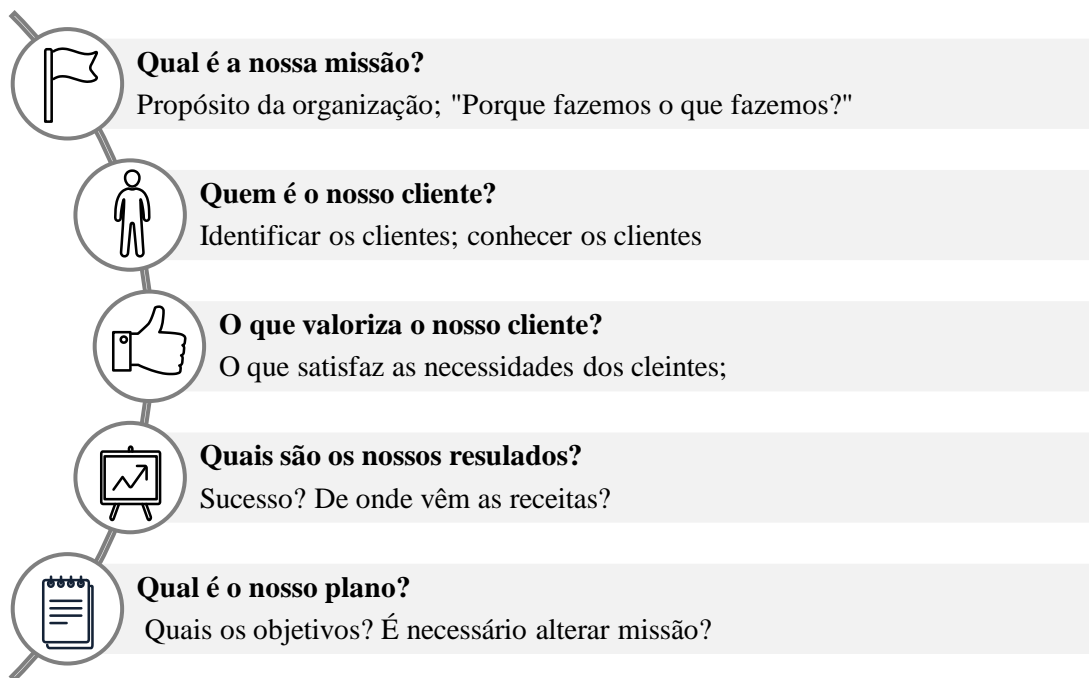 Qual é a nossa missão?
Propósito da organização; "Porque fazemos o que fazemos?"
Quem é o nosso cliente?
Identificar os clientes; conhecer os clientes
O que valoriza o nosso cliente?
O que satisfaz as necessidades dos cleintes;
Quais são os nossos resulados?
Sucesso? De onde vêm as receitas?
Qual é o nosso plano?
Quais os objetivos? É necessário alterar missão?